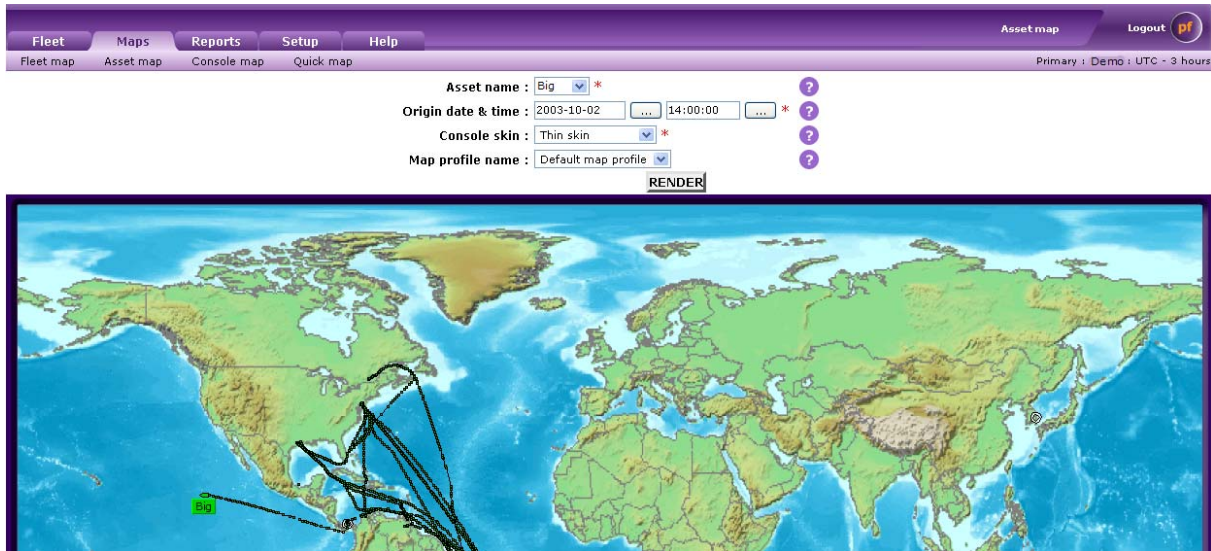 Asset map
Logout
pf
Fleet
Maps
Reports
Setup
Help
Fleet map
Asset map
Console map
Quick map
Primary : Demo : UTC - 3 hours
Asset name : Big * ?
Origin date & time : 2003-10-02 ... 14:00:00 ... * ?
Console skin : Thin skin * ?
Map profile name : Default map profile ?
RENDER
Big